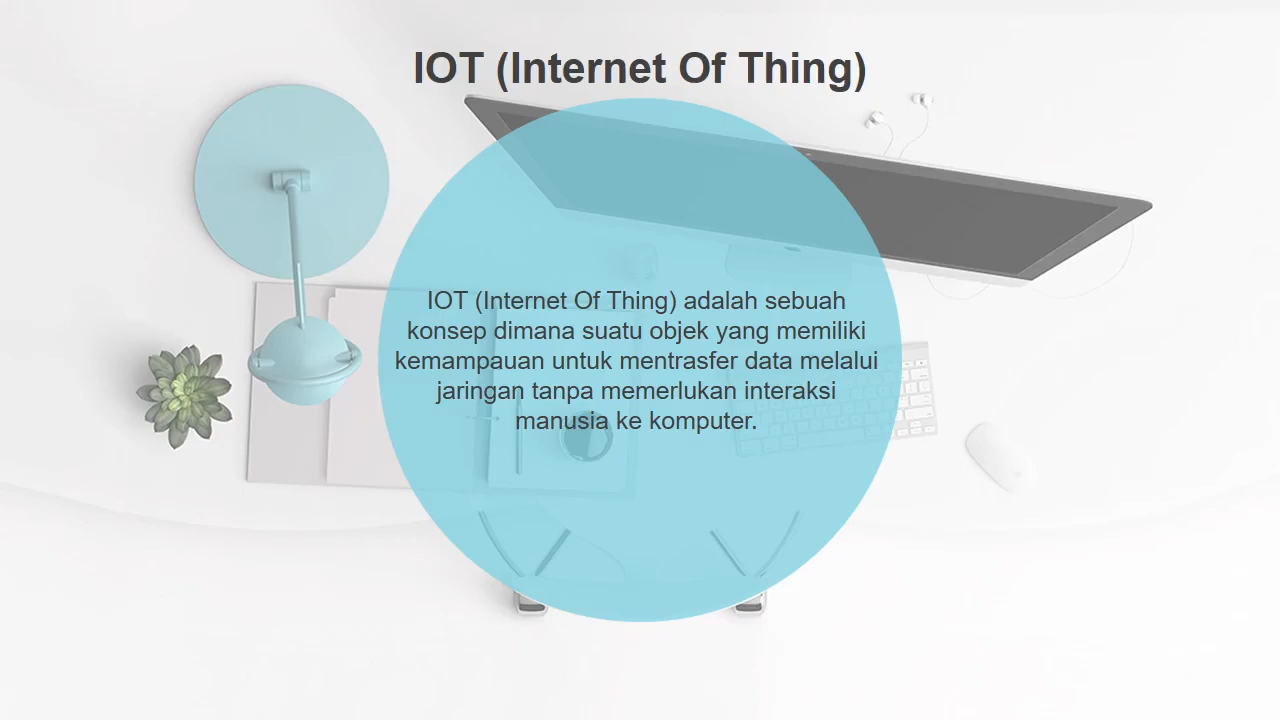 IOT (Internet Of Thing)
IOT (Internet Of Thing) adalah sebuah
konsep dimana suatu objek yang memiliki
kemampauan untuk mentrasfer data melalui
jaringan tanpa memerlukan interaksi
manusia ke komputer.